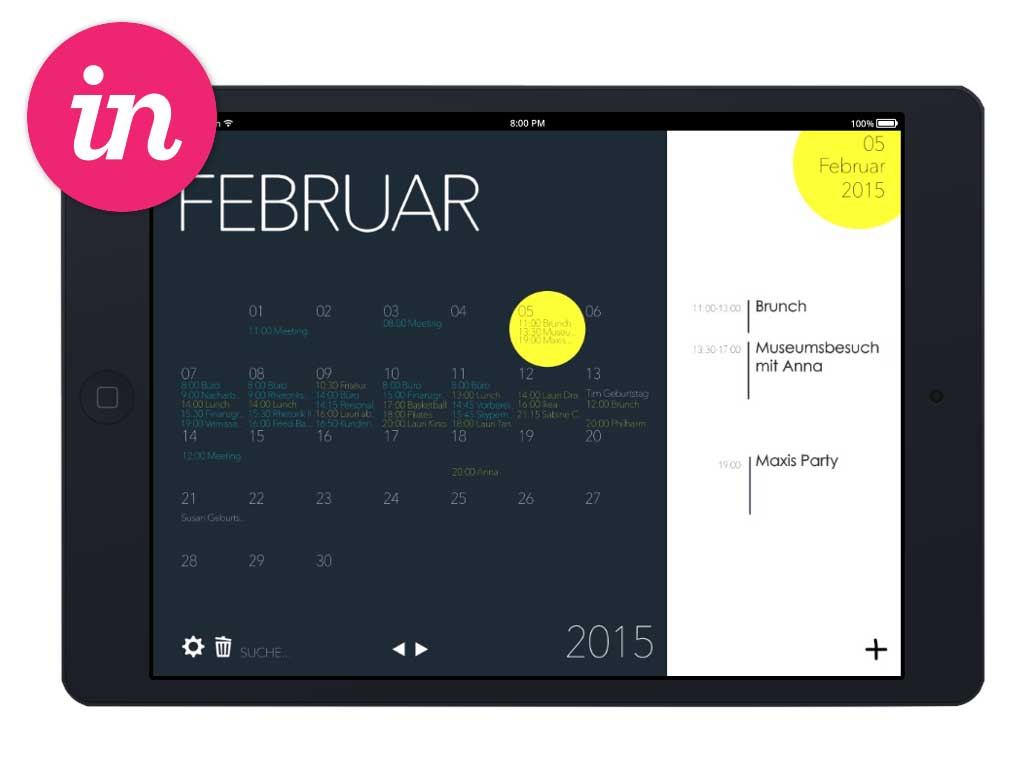 in
8:00 PM
100%
FEBRUAR
01
11:00 Meeting
02
03
08:00 Meeting
04
05
11:00 Brunch
13:30 Museu...
19:00 Maxis...
06
07
8:00 Büro
9:00 Nacharb..
14:00 Lunch
15:30 Finanzgr...
19:00 Vernissa...
08
8:00 Büro
9:00 Rhetorik...
14:00 Lunch
15:30 Rhetorik II
16:00 Feed-Ba...
09
10:30 Friseur
14:00 Büro
14:15 Personal
16:00 Lauri ab...
16:50 Kunden..
10
8:00 Büro
15:00 Finanzgr...
17:00 Basketball
18:00 Pilates
20:00 Lauri Kino
11
8:00 Büro
13:00 Lunch
14:45 Vorberei..
15:45 Skypem..
18:00 Lauri Tan..
12
14:00 Lauri Dra..
16:00 Ikea
21:15 Sabine C..
13
Tim Geburtstag
12:00 Brunch
20:00 Philharm..
14
12:00 Meeting
15
16
17
18
20:00 Anna
19
20
21
Susan Geburts...
22
23
24
25
26
27
28
29
30
SUCHE...
2015
05
Februar
2015
11:00-13:00 Brunch
13:30-17:00 Museumsbesuch
mit Anna
19:00 Maxis Party
+